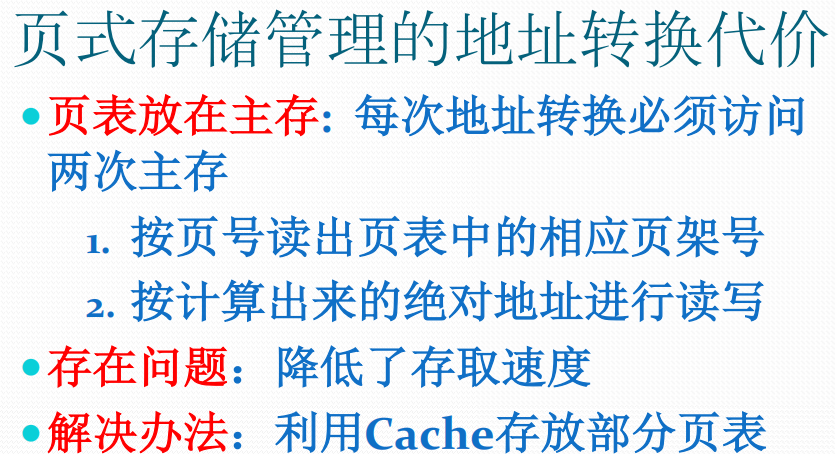 页式存储管理的地址转换代价
•页表放在主存：每次地址转换必须访问
两次主存
1. 按页号读出页表中的相应页架号
2. 按计算出来的绝对地址进行读写
•存在问题：降低了存取速度
•解决办法：利用Cache存放部分页表